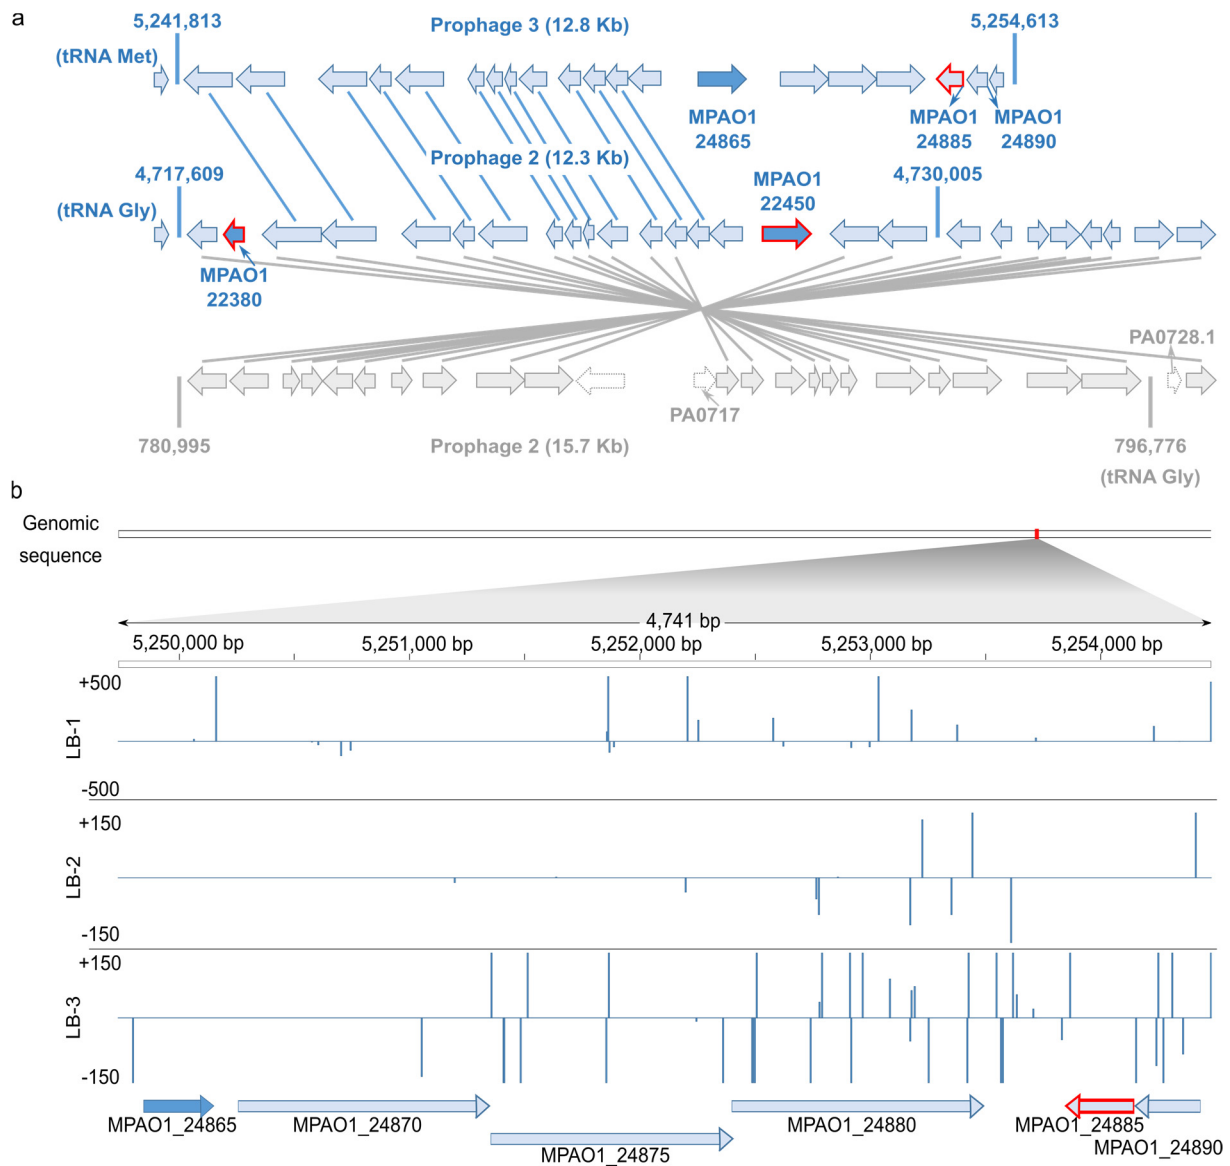 a
5,241,813
Prophage 3 (12.8 Kb)
5,254,613
(tRNA Met)
MPAO1
24865
MPAO1
24885
MPAO1
24890
Prophage 2 (12.3 Kb)
4,717,609
MPAO1
22450
4,730,005
(tRNA Gly)
MPAO1
22380
PA0728.1
PA0717
780,995
Prophage 2 (15.7 Kb)
796,776
(tRNA Gly)
b
Genomic
sequence
4,741 bp
5,250,000 bp
5,251,000 bp
5,252,000 bp
5,253,000 bp
5,254,000 bp
+500
LB-1
-500
+150
LB-2
-150
+150
LB-3
-150
MPAO1_24865
MPAO1_24870
MPAO1_24875
MPAO1_24880
MPAO1_24885
MPAO1_24890